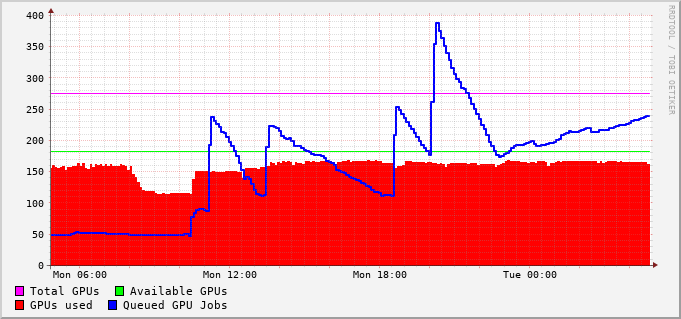 400
350
300
250
200
150
100
50
0
Mon 06:00 Mon 12:00 Mon 18:00 Tue 00:00
Total GPUs Available GPUs
GPUs used Queued GPU Jobs
RRDTOOL / TOBI OETIKER